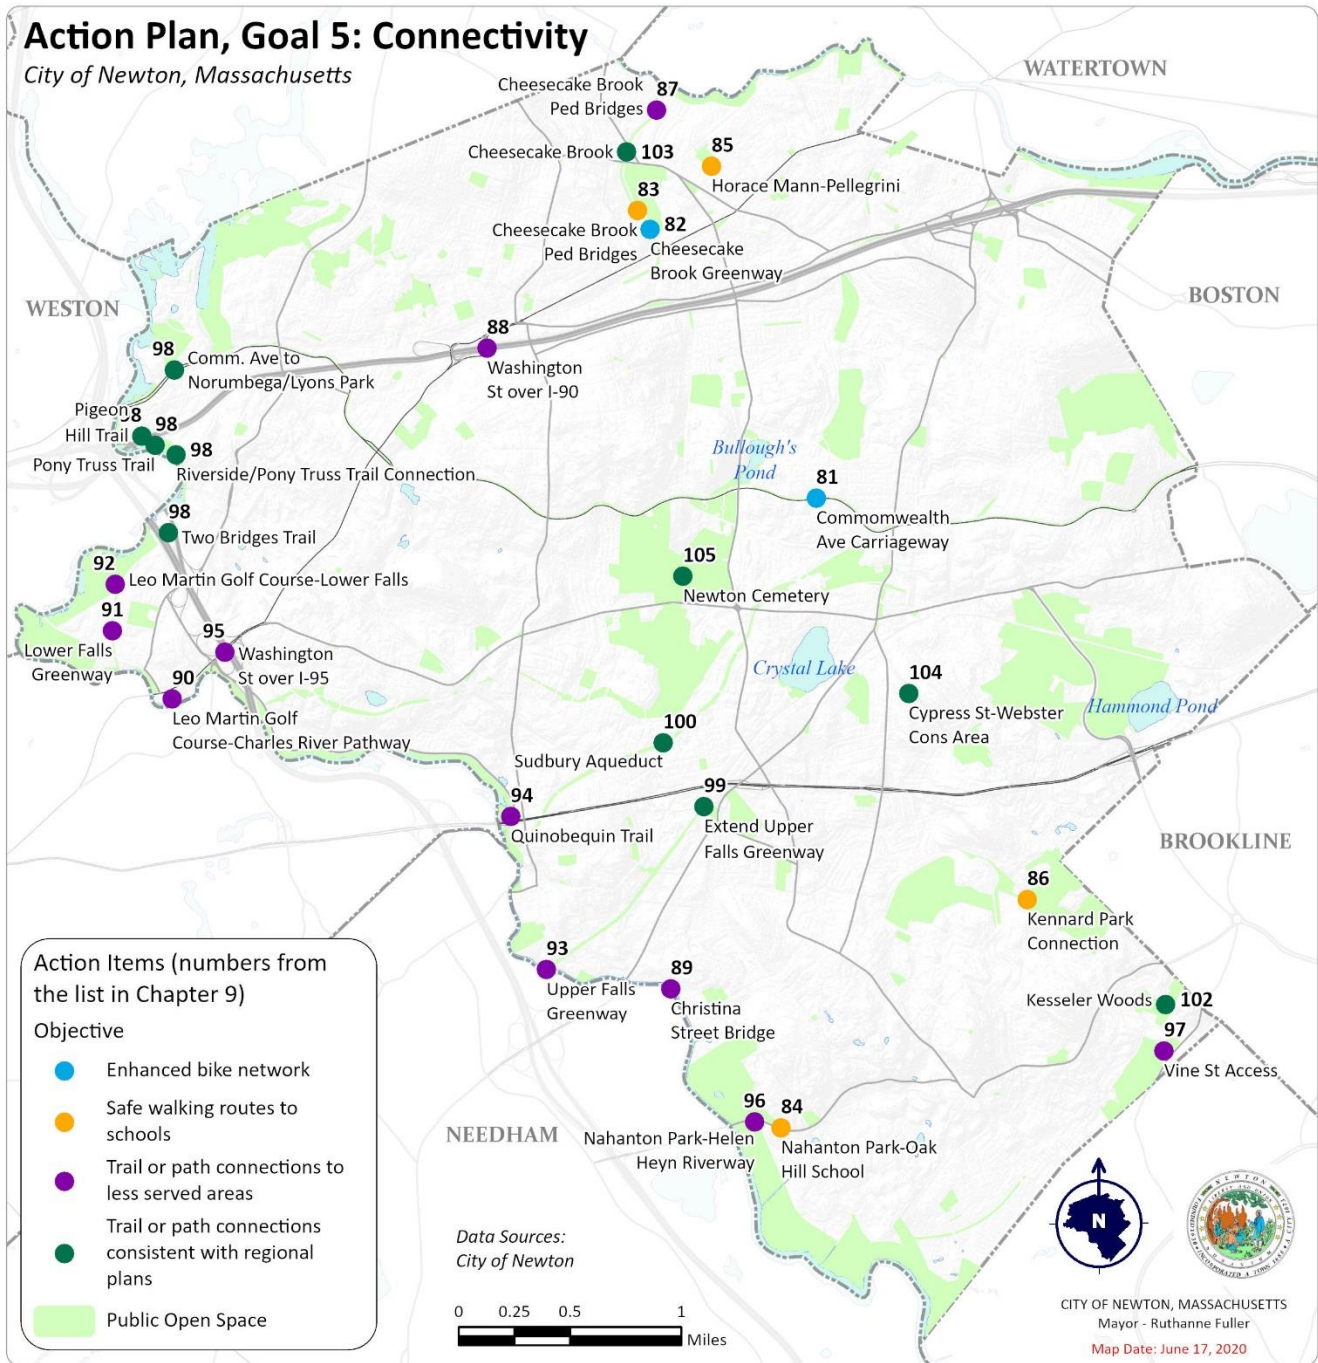 Action Plan, Goal 5: Connectivity
City of Newton, Massachusetts
WATERTOWN
Cheesecake Brook
Ped Bridges
87
Cheesecake Brook
103
85
Horace Mann-Pellegrini
83
Cheesecake Brook
Ped Bridges
82
Cheesecake
Brook Greenway
WESTON
BOSTON
88
Washington
St over I-90
98
Comm. Ave to
Norumbega/Lyons Park
Pigeon
Hill Trail
98
98
Pony Truss Trail
98
Riverside/Pony Truss Trail Connection
Bullough's
Pond
81
Commomwealth
Ave Carriageway
98
Two Bridges Trail
92
Leo Martin Golf Course-Lower Falls
105
Newton Cemetery
91
Lower Falls
Greenway
95
Washington
St over I-95
90
Leo Martin Golf
Course-Charles River Pathway
Crystal Lake
104
Cypress St-Webster
Cons Area
Hammond Pond
100
Sudbury Aqueduct
94
Quinobequin Trail
99
Extend Upper
Falls Greenway
BROOKLINE
86
Kennard Park
Connection
93
Upper Falls
Greenway
89
Christina
Street Bridge
Kesseler Woods
102
97
Vine St Access
NEEDHAM
96
Nahanton Park-Helen
Heyn Riverway
84
Nahanton Park-Oak
Hill School
Action Items (numbers from
the list in Chapter 9)
Objective
Enhanced bike network
Safe walking routes to
schools
Trail or path connections to
less served areas
Trail or path connections
consistent with regional
plans
Public Open Space
Data Sources:
City of Newton
0 0.25 0.5 1
Miles
N
CITY OF NEWTON, MASSACHUSETTS
Mayor - Ruthanne Fuller
Map Date: June 17, 2020